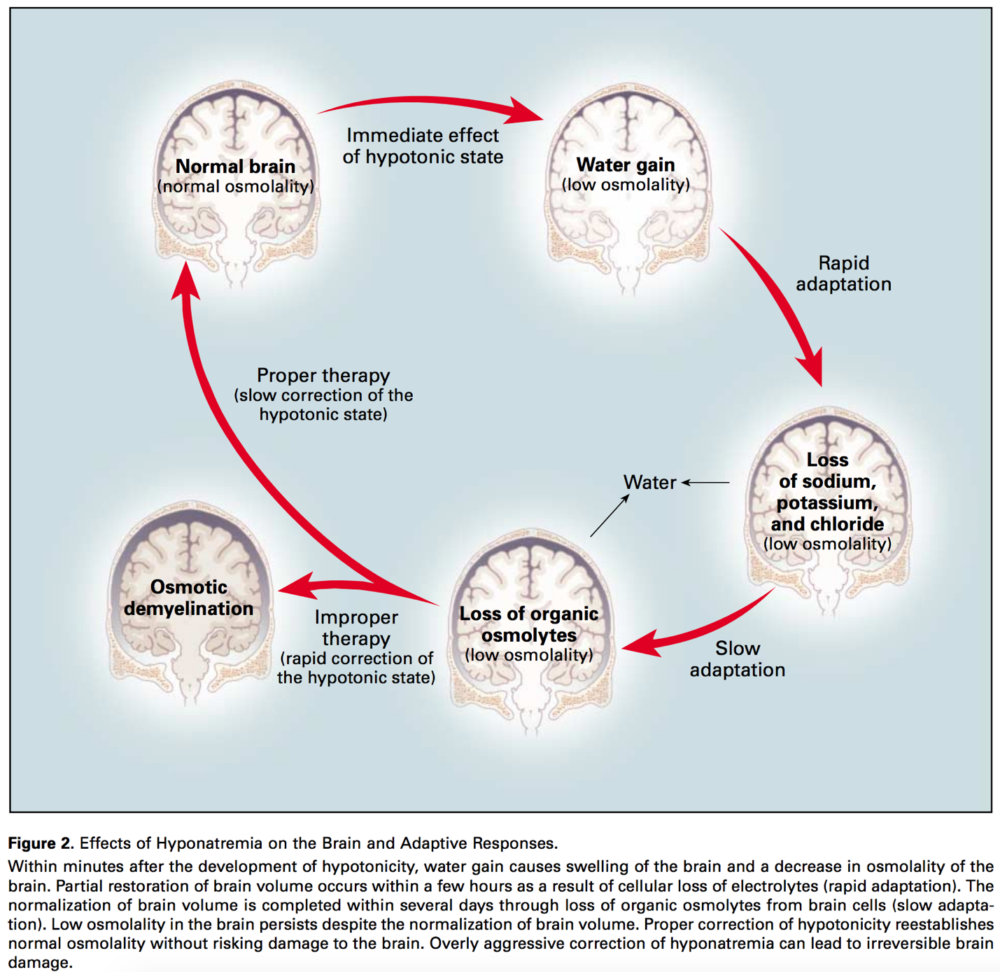 Normal brain
(normal osmolality)
Immediate effect
of hypotonic state
Water gain
(low osmolality)
Rapid
adaptation
Loss
of sodium,
potassium,
and chloride
(low osmolality)
Water
Slow
adaptation
Loss of organic
osmolytes
(low osmolality)
Proper therapy
(slow correction of the
hypotonic state)
Improper
therapy
(rapid correction of
the hypotonic state)
Osmotic
demyelination
Figure 2. Effects of Hyponatremia on the Brain and Adaptive Responses.
Within minutes after the development of hypotonicity, water gain causes swelling of the brain and a decrease in osmolality of the
brain. Partial restoration of brain volume occurs within a few hours as a result of cellular loss of electrolytes (rapid adaptation). The
normalization of brain volume is completed within several days through loss of organic osmolytes from brain cells (slow adapta-
tion). Low osmolality in the brain persists despite the normalization of brain volume. Proper correction of hypotonicity reestablishes
normal osmolality without risking damage to the brain. Overly aggressive correction of hyponatremia can lead to irreversible brain
damage.